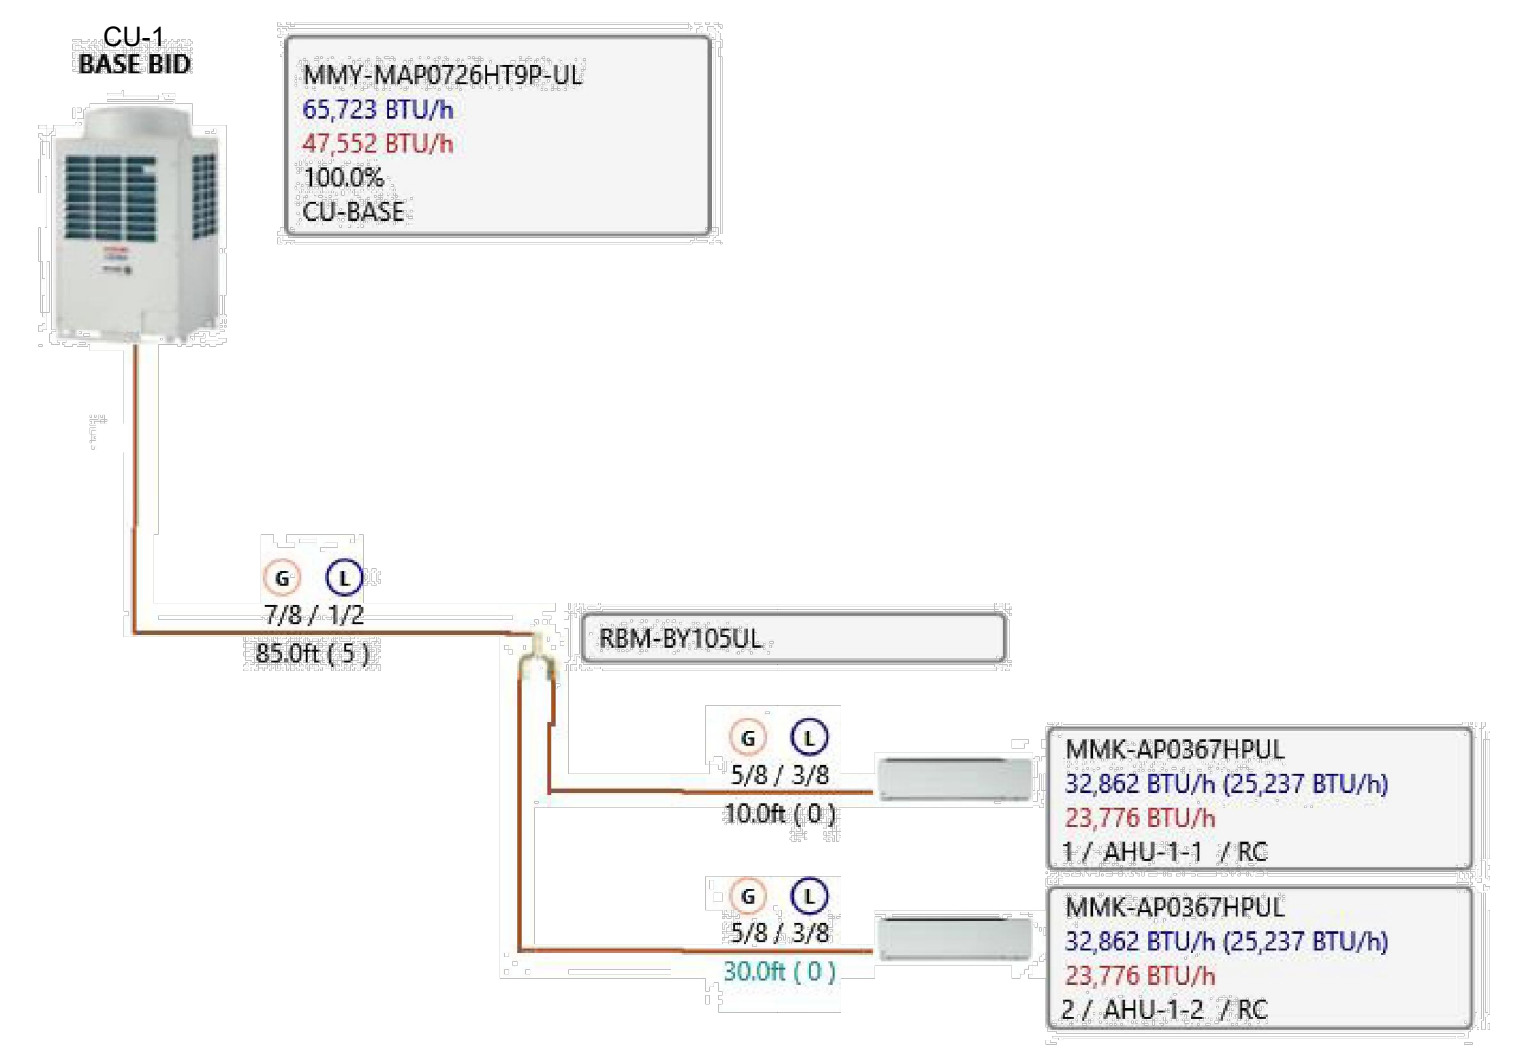 CU-1
BASE BID
MMY-MAP0726HT9P-UL
65,723 BTU/h
47,552 BTU/h
100.0%
CU-BASE
G L
7/8 / 1/2
85.0ft ( 5 )
RBM-BY105UL
G L
5/8 / 3/8
10.0ft ( 0 )
MMK-AP0367HPUL
32,862 BTU/h (25,237 BTU/h)
23,776 BTU/h
1 / AHU-1-1 / RC
G L
5/8 / 3/8
30.0ft ( 0 )
MMK-AP0367HPUL
32,862 BTU/h (25,237 BTU/h)
23,776 BTU/h
2 / AHU-1-2 / RC